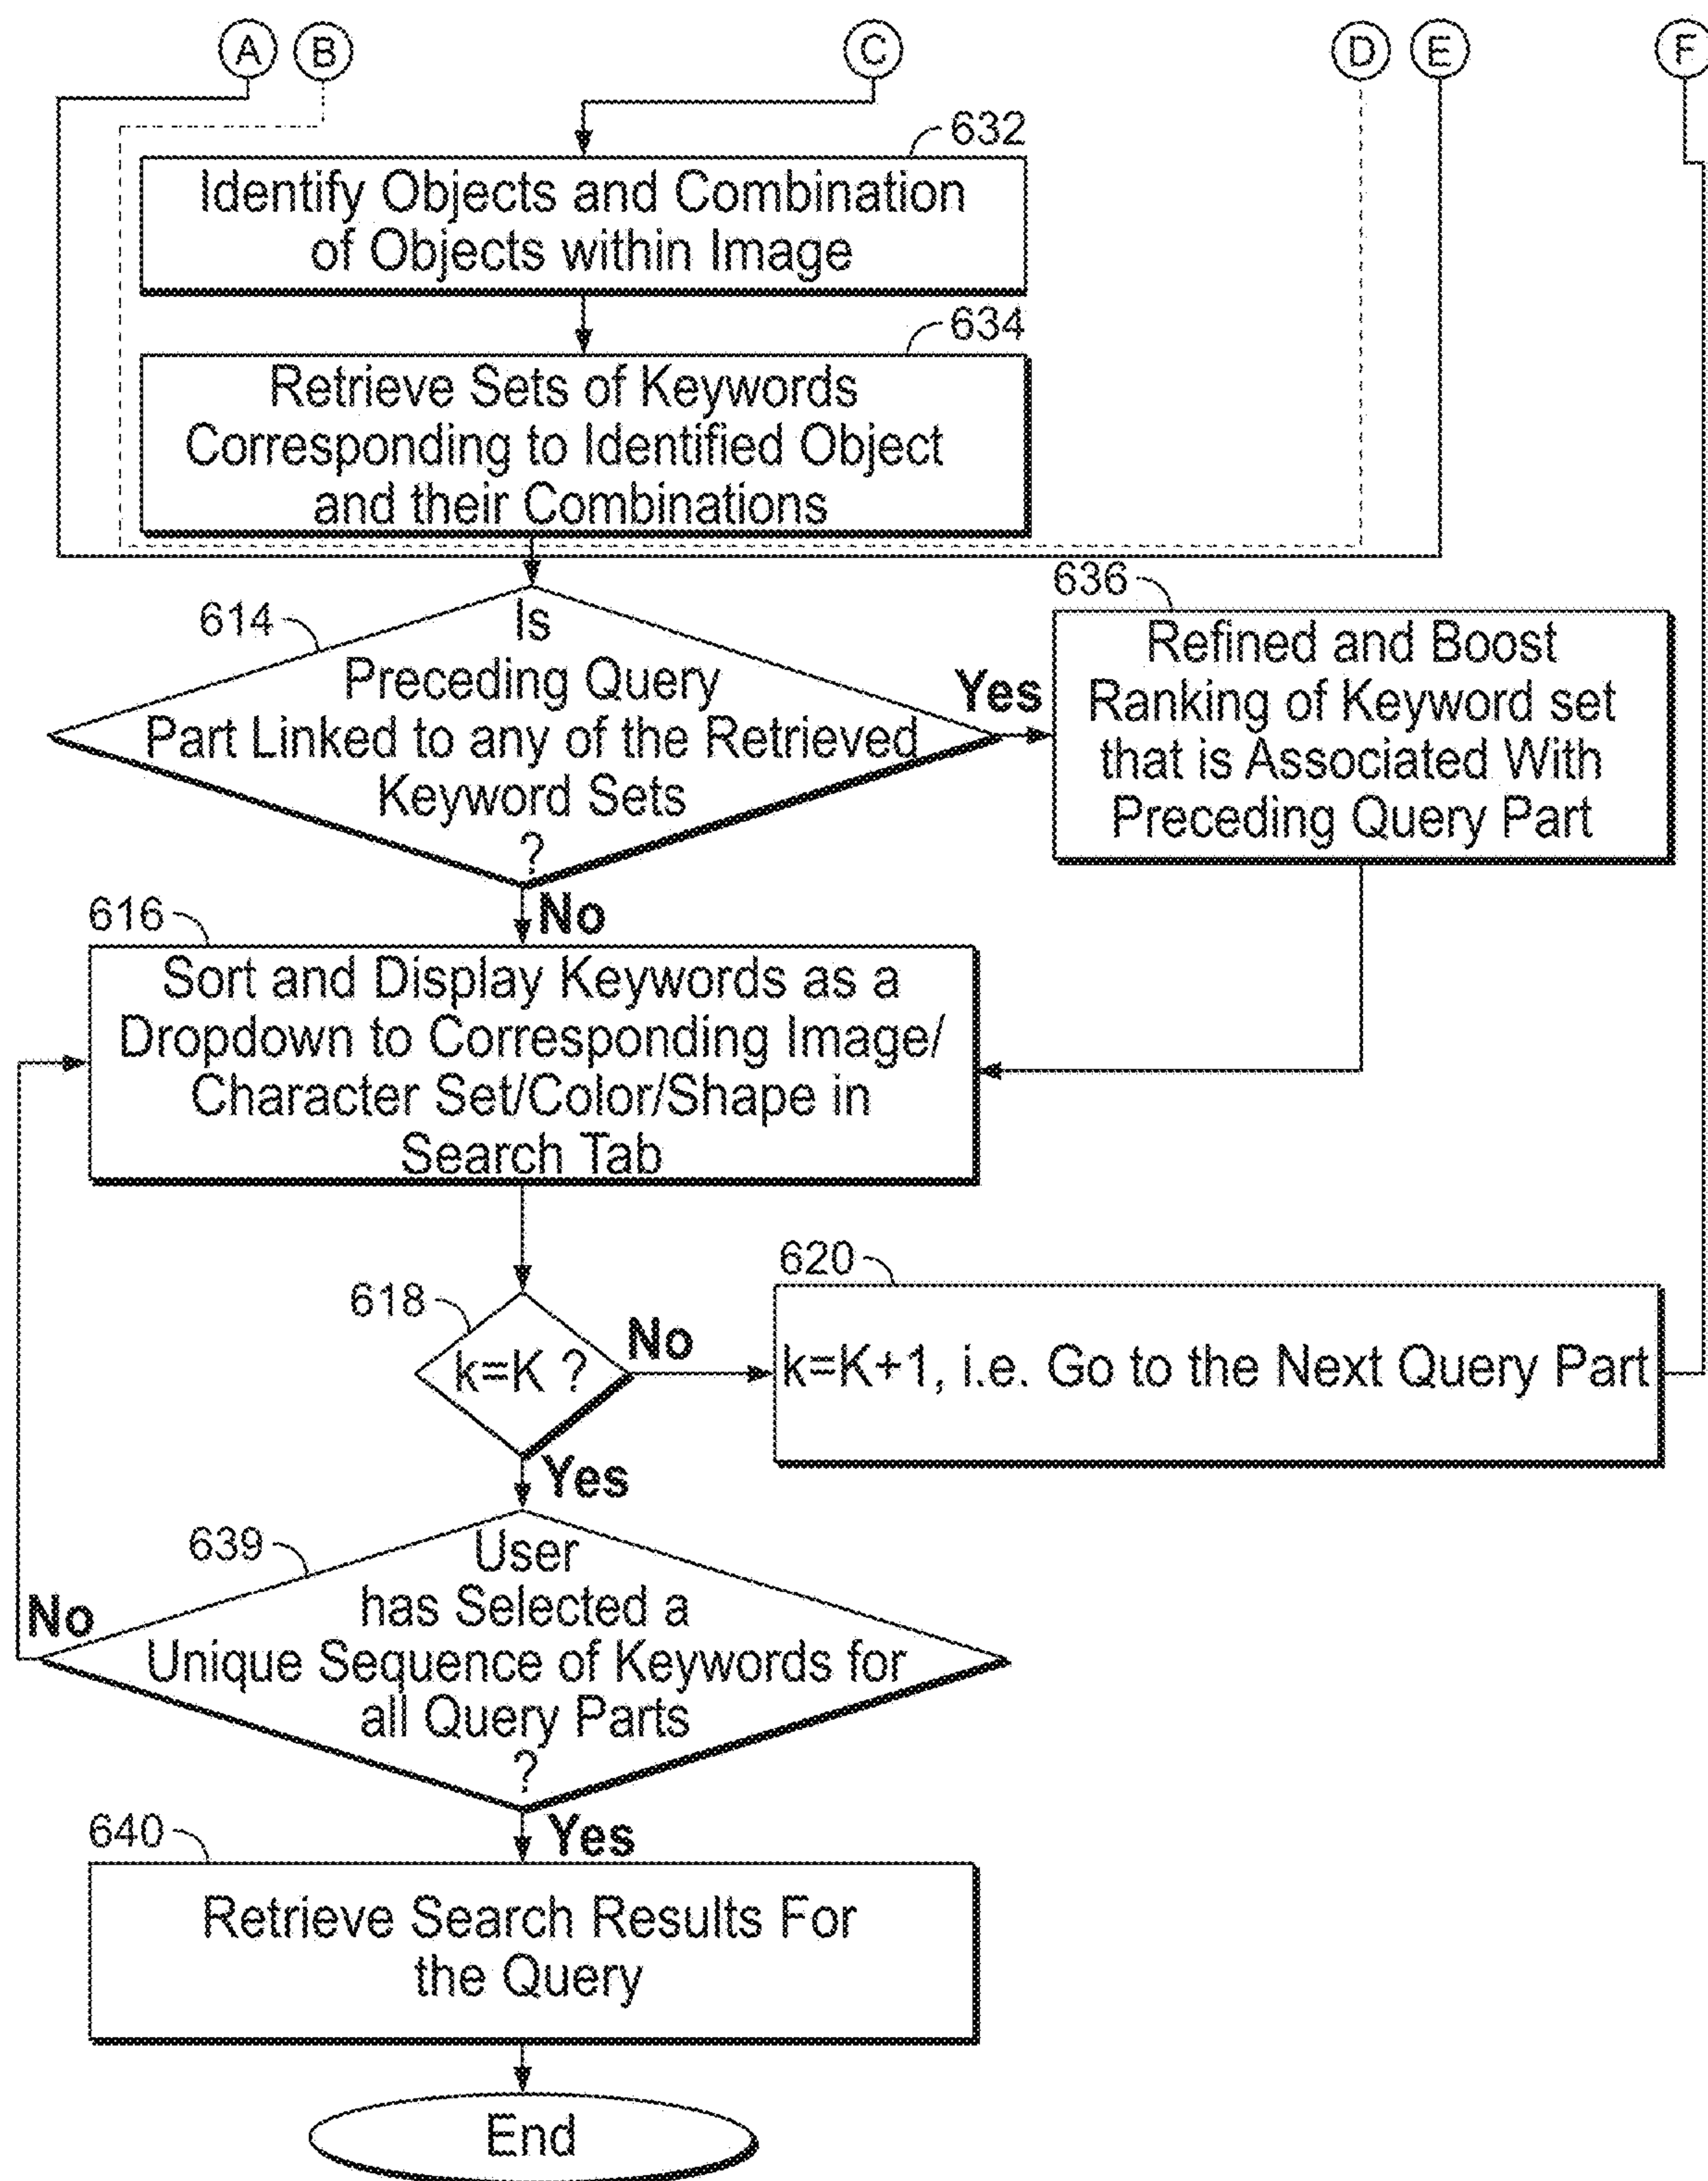 A B C D E F
632
Identify Objects and Combination
of Objects within Image
634
Retrieve Sets of Keywords
Corresponding to Identified Object
and their Combinations
614
Is
Preceding Query
Part Linked to any of the Retrieved
Keyword Sets
?
Yes
636
Refined and Boost
Ranking of Keyword set
that is Associated With
Preceding Query Part
No
616
Sort and Display Keywords as a
Dropdown to Corresponding Image/
Character Set/Color/Shape in
Search Tab
618
k=K ?
No
620
k=K+1, i.e. Go to the Next Query Part
Yes
639
User
has Selected a
Unique Sequence of Keywords for
all Query Parts
?
No
Yes
640
Retrieve Search Results For
the Query
End